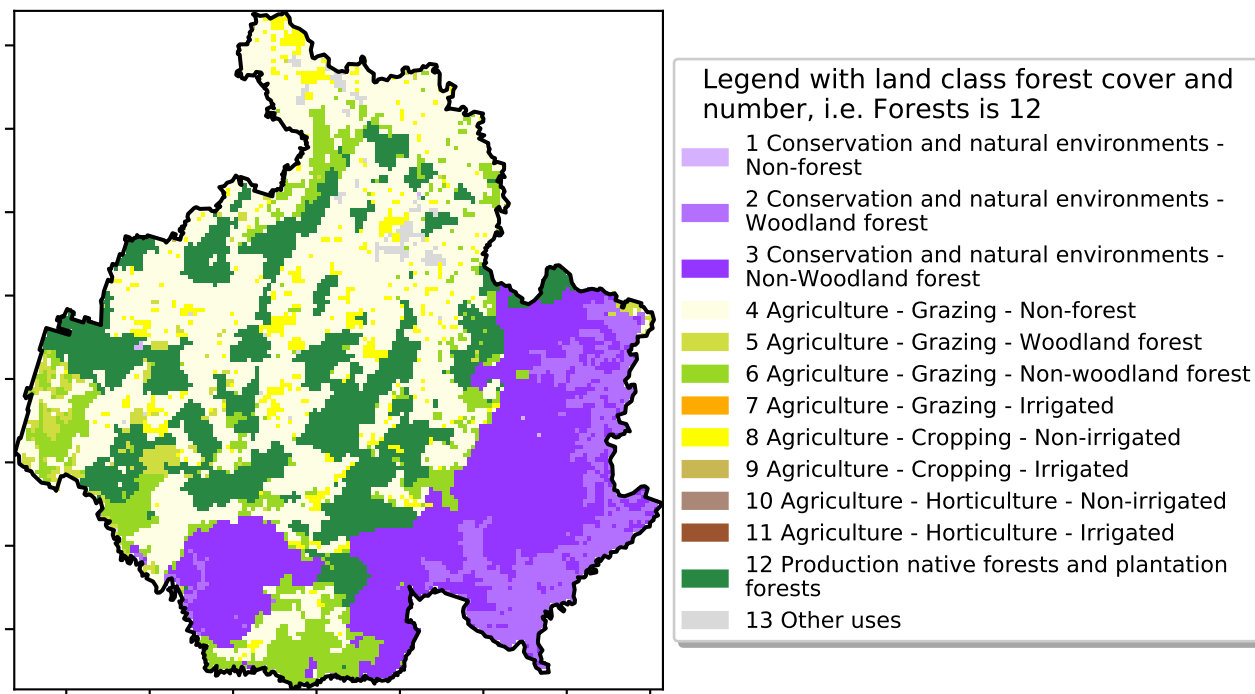 Legend with land class forest cover and
number, i.e. Forests is 12
1 Conservation and natural environments -
Non-forest
2 Conservation and natural environments -
Woodland forest
3 Conservation and natural environments -
Non-Woodland forest
4 Agriculture - Grazing - Non-forest
5 Agriculture - Grazing - Woodland forest
6 Agriculture - Grazing - Non-woodland forest
7 Agriculture - Grazing - Irrigated
8 Agriculture - Cropping - Non-irrigated
9 Agriculture - Cropping - Irrigated
10 Agriculture - Horticulture - Non-irrigated
11 Agriculture - Horticulture - Irrigated
12 Production native forests and plantation
forests
13 Other uses